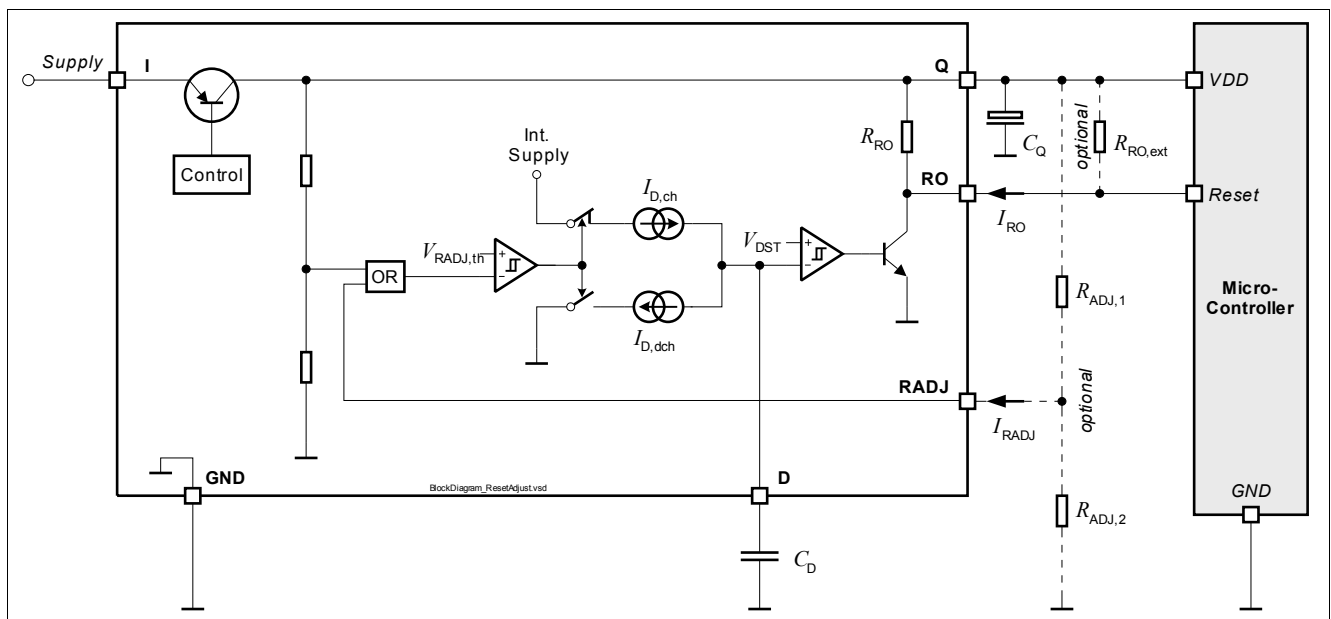 Supply
I
Q
VDD
Control
Int.
Supply
R_RO
C_Q
optional
R_RO,ext
RO
Reset
I_D,ch
I_RO
V_RADJ,th
+
-
V_DST
+
-
OR
Micro-
Controller
R_ADJ,1
I_D,dch
RADJ
optional
I_RADJ
GND
BlockDiagram_ResetAdjust.vsd
D
GND
R_ADJ,2
C_D